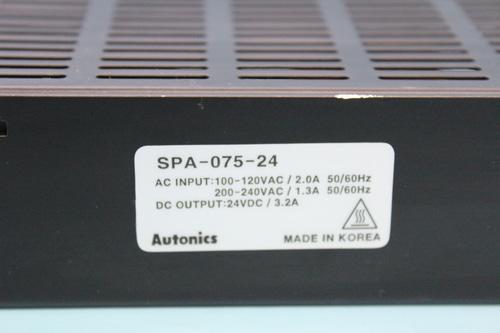 SPA-075-24
AC INPUT:100-120VAC / 2.0A 50/60Hz
200-240VAC / 1.3A 50/60Hz
DC OUTPUT:24VDC / 3.2A
Autonics MADE IN KOREA